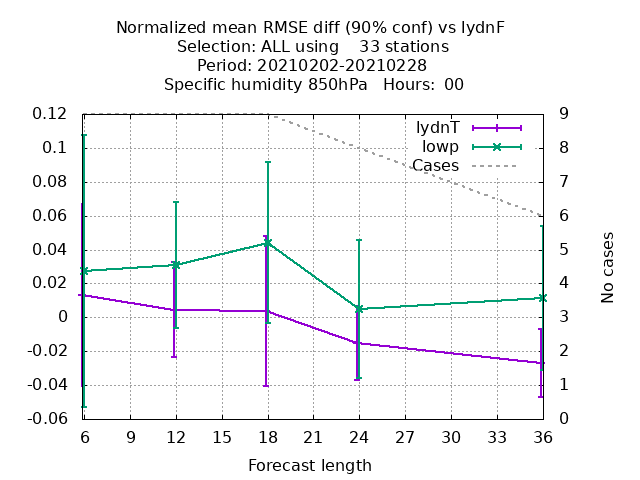 Normalized mean RMSE diff (90% conf) vs lydnF
Selection: ALL using 33 stations
Period: 20210202-20210228
Specific humidity 850hPa Hours: 00
0.12
0.1
0.08
0.06
0.04
0.02
0
-0.02
-0.04
-0.06
lydnT
lowp
Cases
9
8
7
6
5
4
3
2
1
0
No cases
6 9 12 15 18 21 24 27 30 33 36
Forecast length